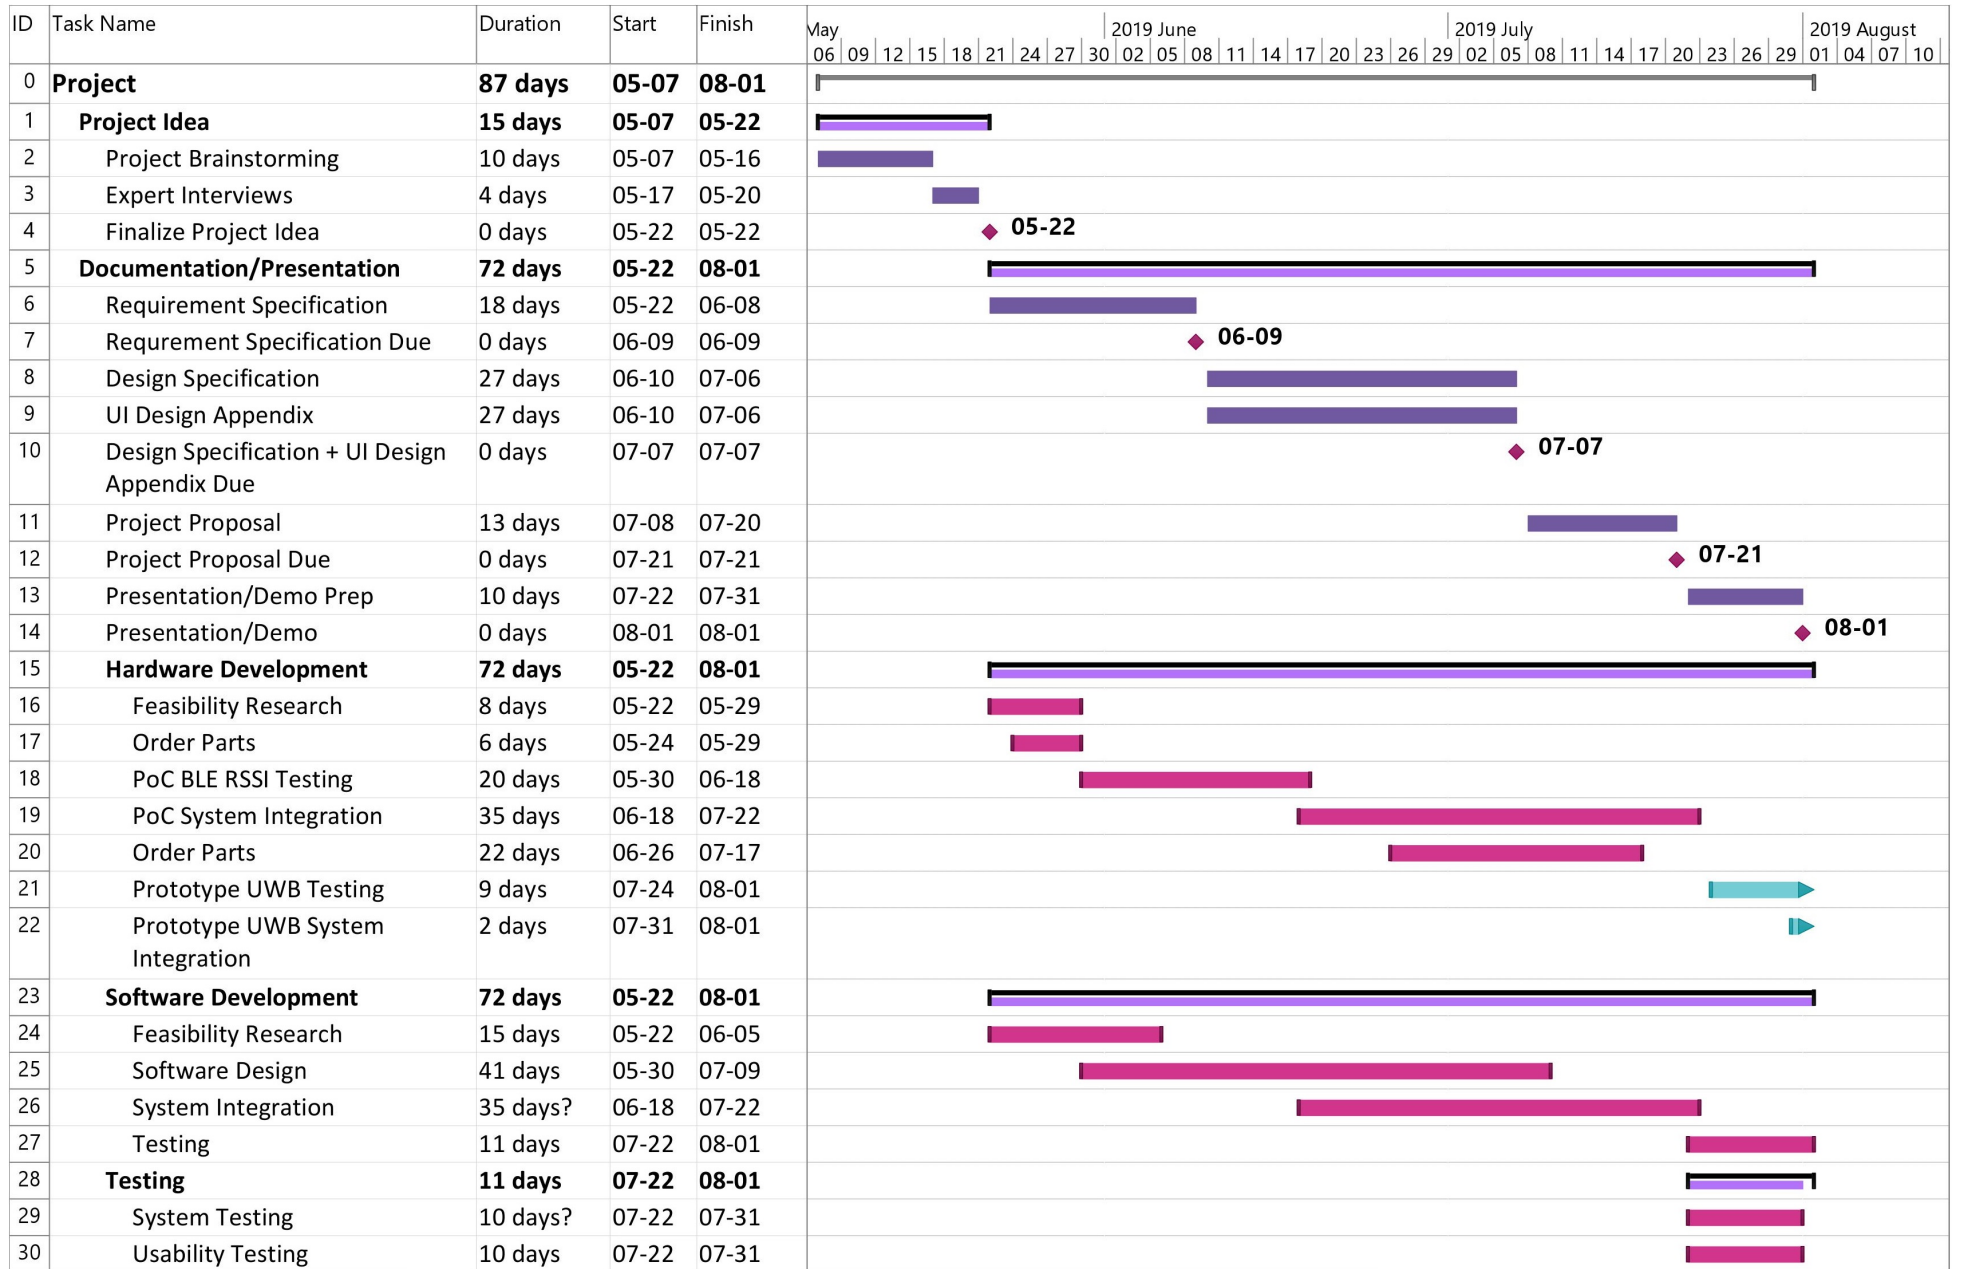 ID Task Name Duration Start Finish May 2019 June 2019 July 2019 August
06 09 12 15 18 21 24 27 30 02 05 08 11 14 17 20 23 26 29 02 05 08 11 14 17 20 23 26 29 01 04 07 10
0 Project 87 days 05-07 08-01
1 Project Idea 15 days 05-07 05-22
2 Project Brainstorming 10 days 05-07 05-16
3 Expert Interviews 4 days 05-17 05-20
4 Finalize Project Idea 0 days 05-22 05-22 05-22
5 Documentation/Presentation 72 days 05-22 08-01
6 Requirement Specification 18 days 05-22 06-08
7 Requrement Specification Due 0 days 06-09 06-09 06-09
8 Design Specification 27 days 06-10 07-06
9 UI Design Appendix 27 days 06-10 07-06
10 Design Specification + UI Design 0 days 07-07 07-07 07-07
Appendix Due
11 Project Proposal 13 days 07-08 07-20
12 Project Proposal Due 0 days 07-21 07-21 07-21
13 Presentation/Demo Prep 10 days 07-22 07-31
14 Presentation/Demo 0 days 08-01 08-01 08-01
15 Hardware Development 72 days 05-22 08-01
16 Feasibility Research 8 days 05-22 05-29
17 Order Parts 6 days 05-24 05-29
18 PoC BLE RSSI Testing 20 days 05-30 06-18
19 PoC System Integration 35 days 06-18 07-22
20 Order Parts 22 days 06-26 07-17
21 Prototype UWB Testing 9 days 07-24 08-01
22 Prototype UWB System 2 days 07-31 08-01
Integration
23 Software Development 72 days 05-22 08-01
24 Feasibility Research 15 days 05-22 06-05
25 Software Design 41 days 05-30 07-09
26 System Integration 35 days? 06-18 07-22
27 Testing 11 days 07-22 08-01
28 Testing 11 days 07-22 08-01
29 System Testing 10 days? 07-22 07-31
30 Usability Testing 10 days 07-22 07-31